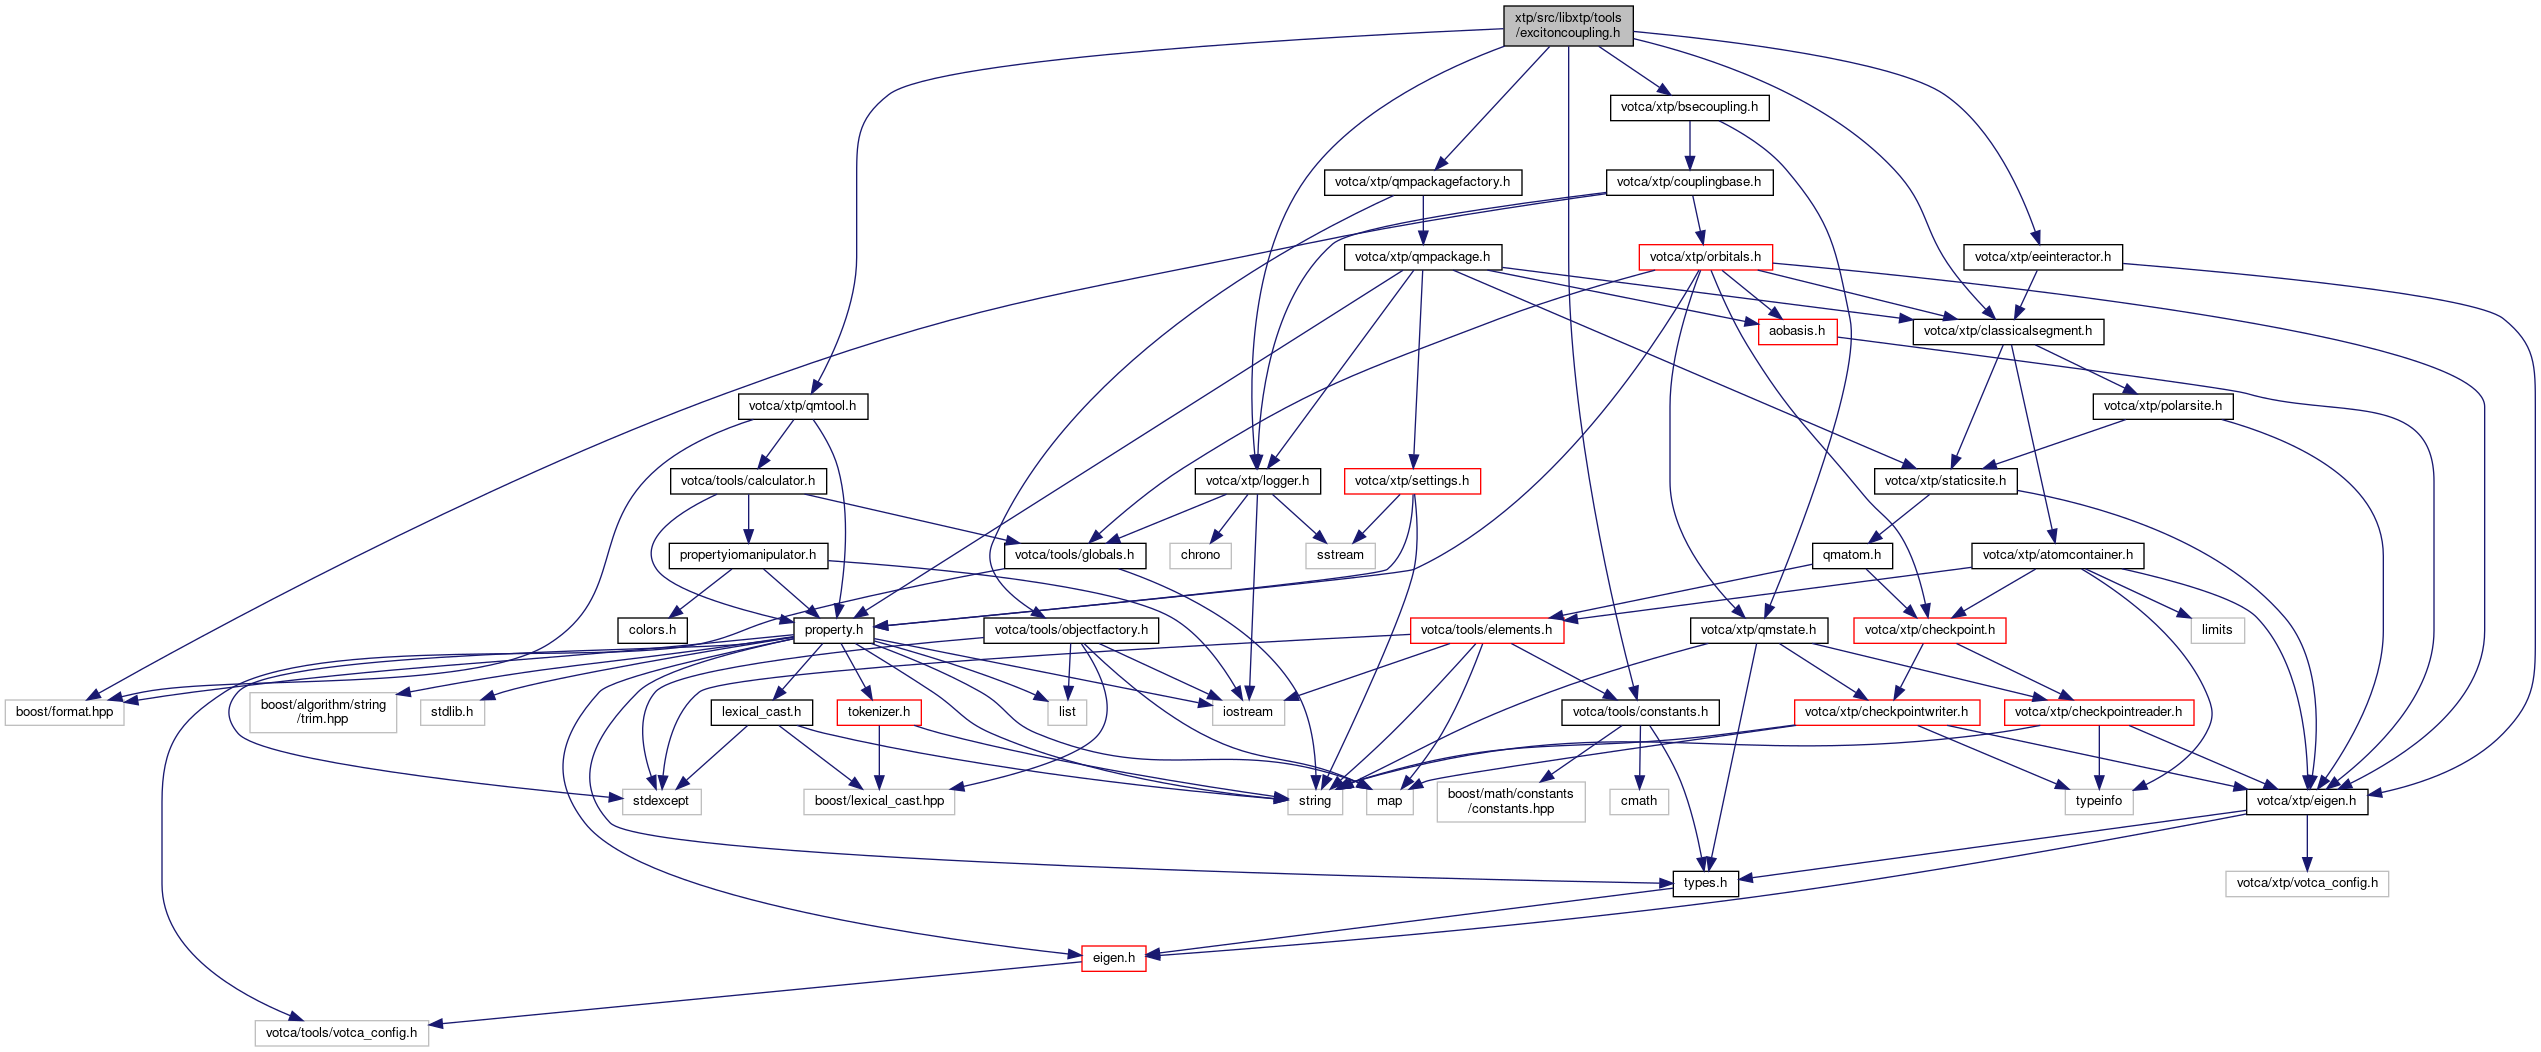 xtp/src/libxtp/tools
/excitoncoupling.h
votca/xtp/bsecoupling.h
votca/xtp/qmpackagefactory.h
votca/xtp/couplingbase.h
votca/xtp/qmpackage.h
votca/xtp/orbitals.h
votca/xtp/eeinteractor.h
aobasis.h
votca/xtp/classicalsegment.h
votca/xtp/qmtool.h
votca/xtp/polarsite.h
votca/tools/calculator.h
votca/xtp/logger.h
votca/xtp/settings.h
votca/xtp/staticsite.h
propertyiomanipulator.h
votca/tools/globals.h
chrono
sstream
qmatom.h
votca/xtp/atomcontainer.h
colors.h
property.h
votca/tools/objectfactory.h
votca/tools/elements.h
votca/xtp/qmstate.h
votca/xtp/checkpoint.h
limits
boost/format.hpp
boost/algorithm/string
/trim.hpp
stdlib.h
lexical_cast.h
tokenizer.h
list
iostream
votca/tools/constants.h
votca/xtp/checkpointwriter.h
votca/xtp/checkpointreader.h
stdexcept
boost/lexical_cast.hpp
string
map
boost/math/constants
/constants.hpp
cmath
typeinfo
votca/xtp/eigen.h
types.h
votca/xtp/votca_config.h
eigen.h
votca/tools/votca_config.h